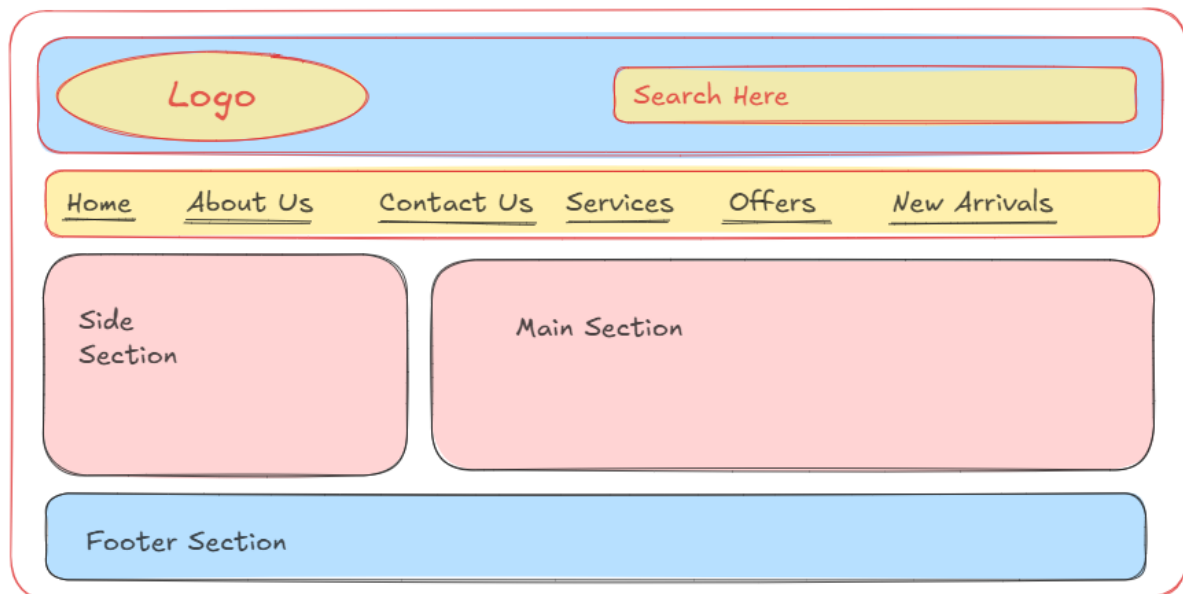 Logo
Search Here
Home About Us Contact Us Services Offers New Arrivals
Side
Section
Main Section
Footer Section